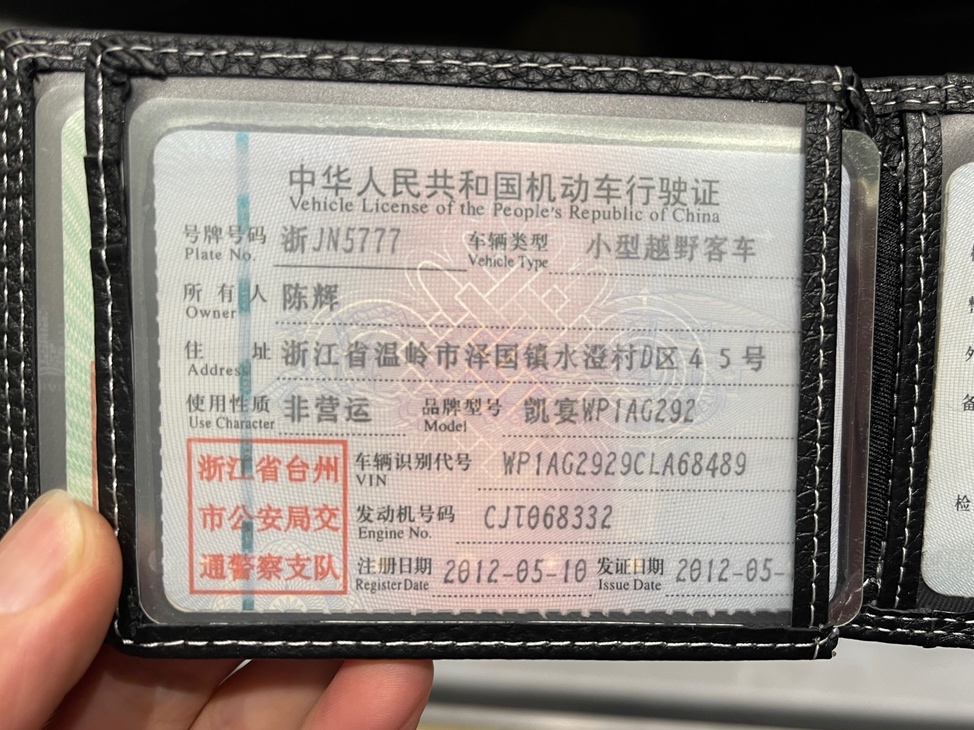 中华人民共和国机动车行驶证
Vehicle License of the People's Republic of China
号牌号码 浙JN5777 车辆类型 小型越野客车
Plate No. Vehicle Type
所有人 陈辉
Owner
住址 浙江省温岭市泽国镇水澄村D区45号
Address
使用性质 非营运 品牌型号 凯宴WP1AG292
Use Character Model
浙江省台州 车辆识别代号 WP1AG2929CLA68489
VIN
市公安局交 发动机号码 CJT068332
Engine No.
通警察支队 注册日期 2012-05-10 发证日期 2012-05-
Register Date Issue Date